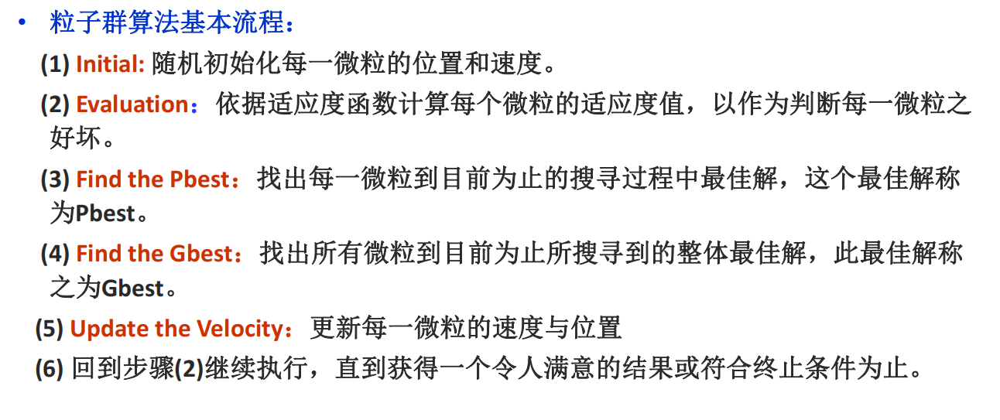 • 粒子群算法基本流程：
(1) Initial: 随机初始化每一微粒的位置和速度。
(2) Evaluation：依据适应度函数计算每个微粒的适应度值，以作为判断每一微粒之
好坏。
(3) Find the Pbest：找出每一微粒到目前为止的搜寻过程中最佳解，这个最佳解称
为Pbest。
(4) Find the Gbest：找出所有微粒到目前为止所搜寻到的整体最佳解，此最佳解称
之为Gbest。
(5) Update the Velocity：更新每一微粒的速度与位置
(6) 回到步骤(2)继续执行，直到获得一个令人满意的结果或符合终止条件为止。